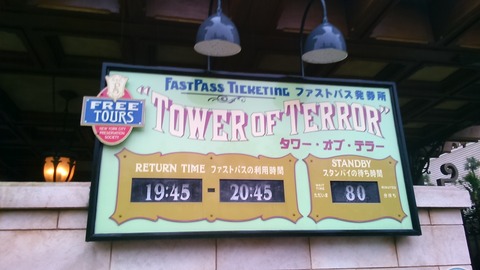 FASTPASS TICKETING ファストパス発券所
FREE
TOURS
NEW YORK CITY
PRESERVATION
SOCIETY
"TOWER OF TERROR"
タワー・オブ・テラー
RETURN TIME ファストパスの利用時間
19:45 - 20:45
STANDBY
スタンバイの待ち時間
80